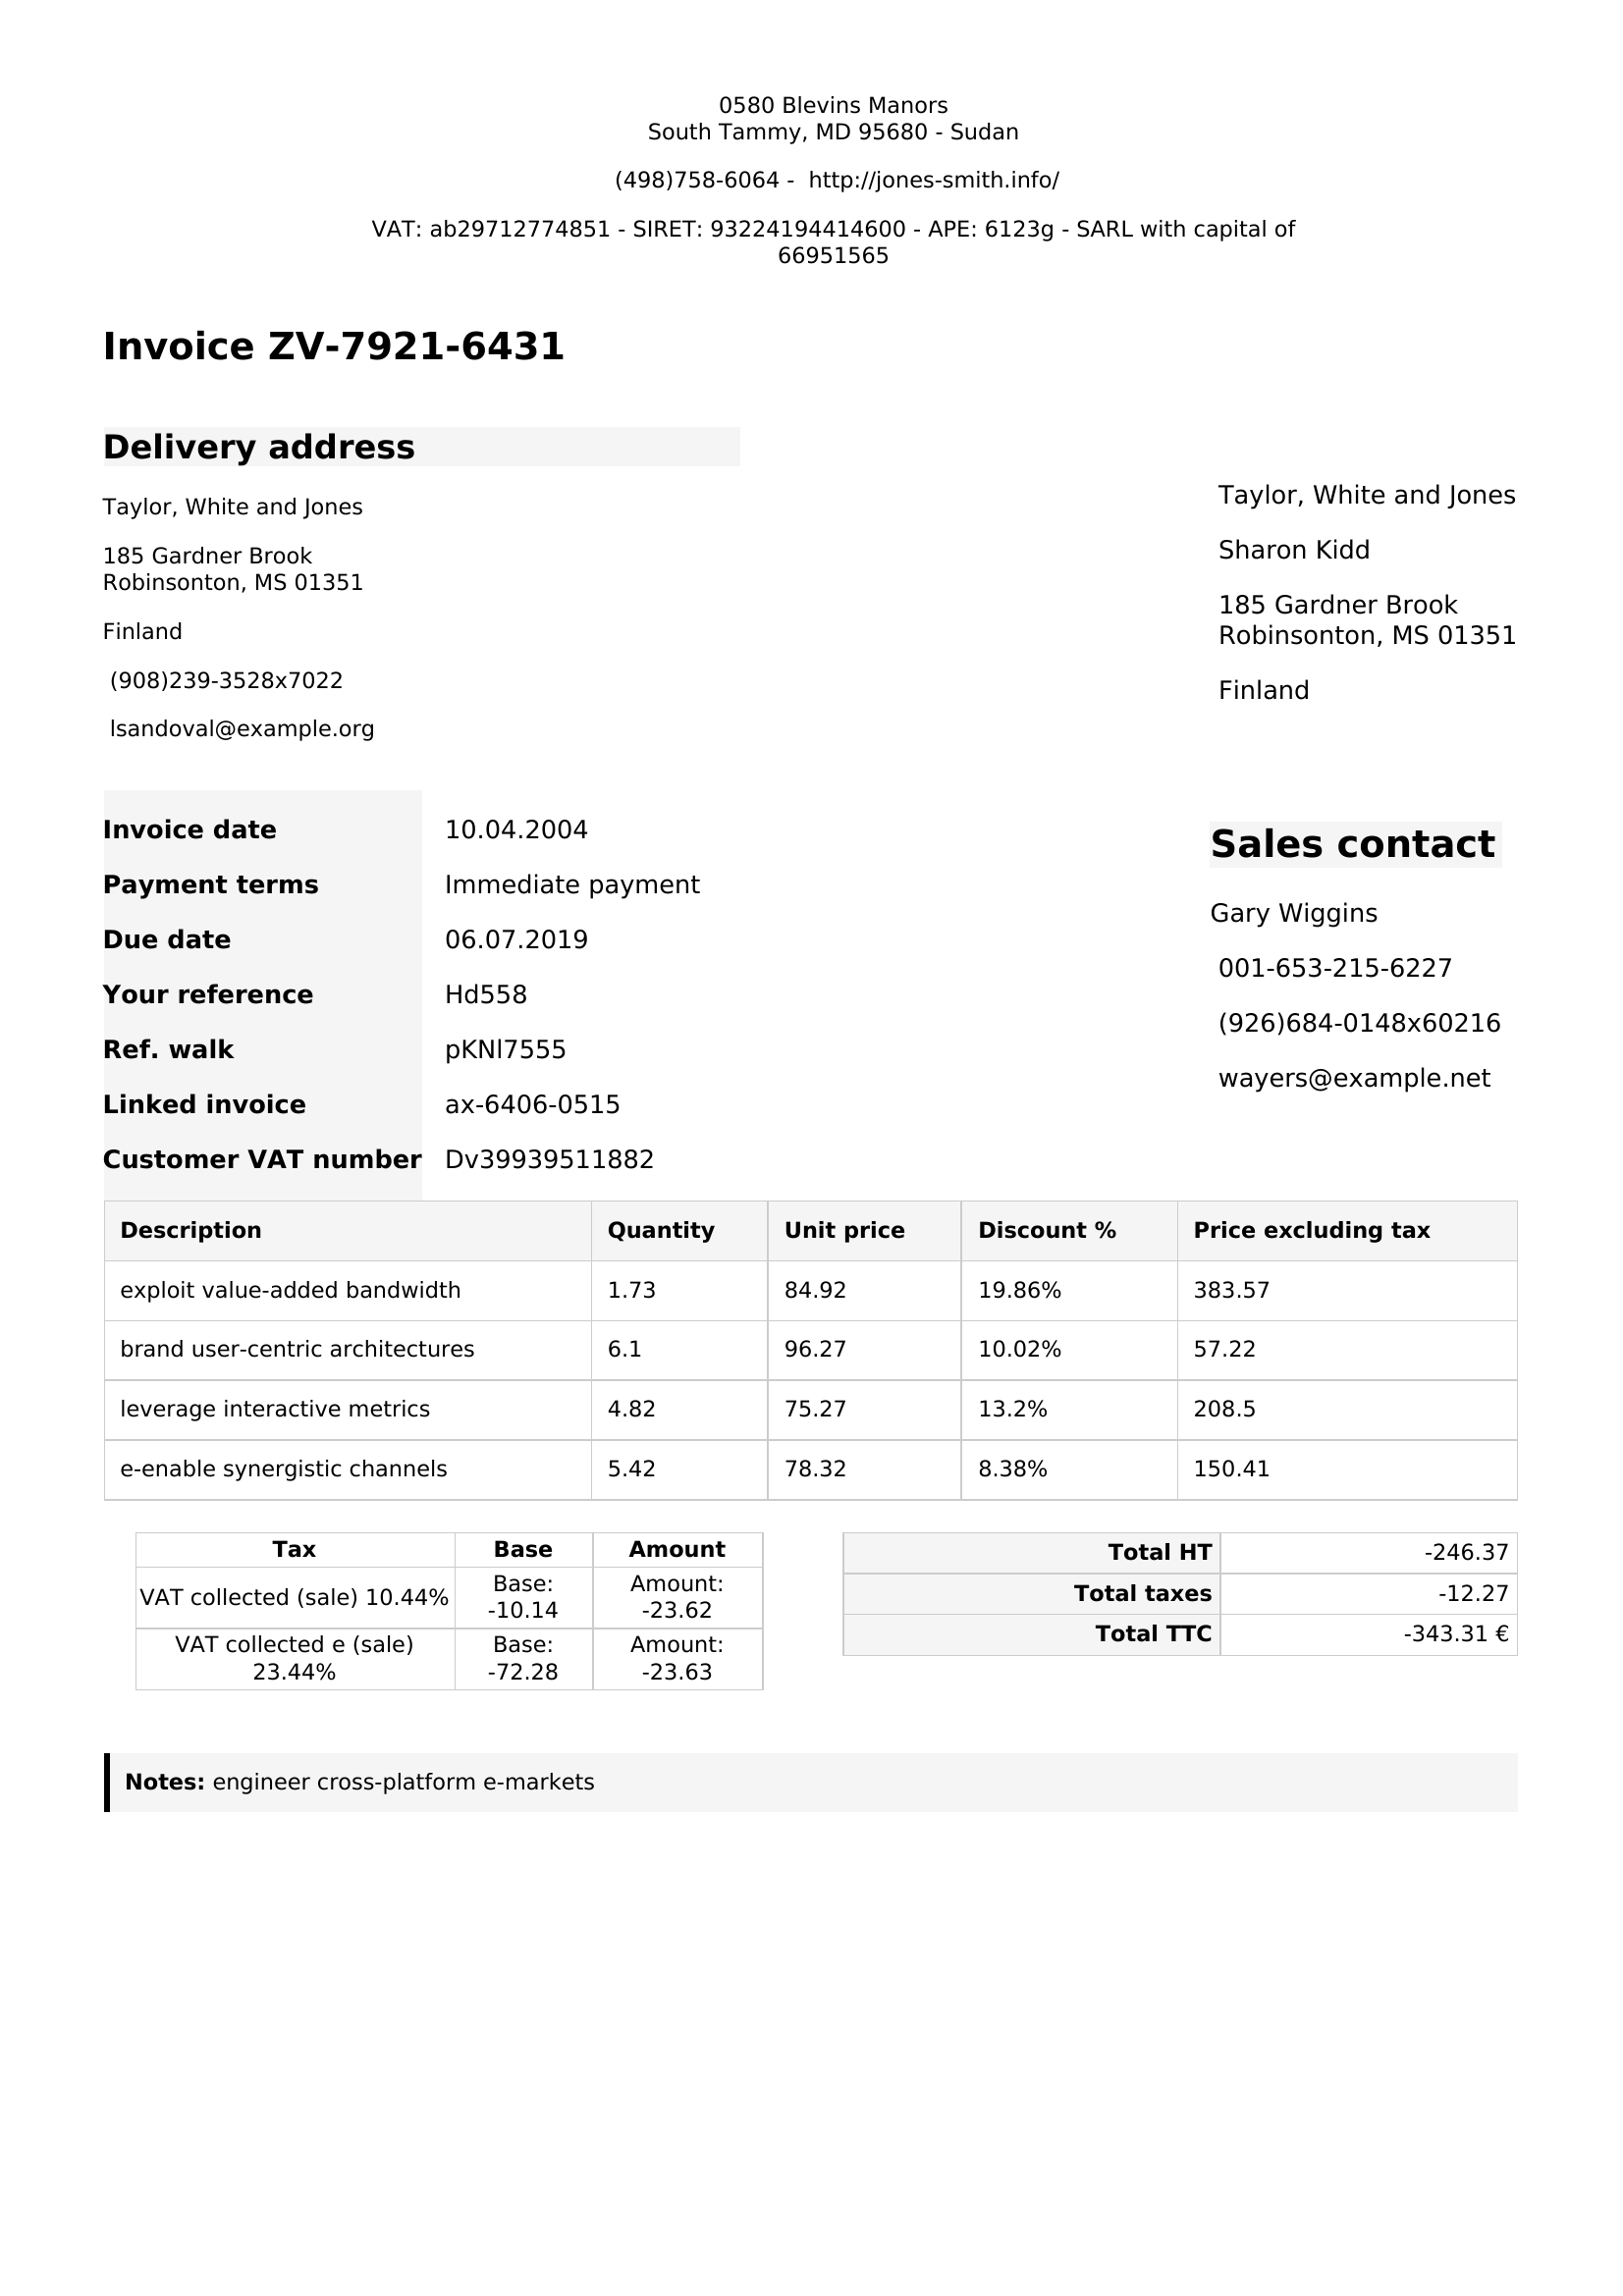 0580 Blevins Manors
South Tammy, MD 95680 - Sudan
(498)758-6064 - http://jones-smith.info/
VAT: ab29712774851 - SIRET: 93224194414600 - APE: 6123g - SARL with capital of
66951565
Invoice ZV-7921-6431
Delivery address
Taylor, White and Jones
185 Gardner Brook
Robinsonton, MS 01351
Finland
(908)239-3528x7022
lsandoval@example.org
Taylor, White and Jones
Sharon Kidd
185 Gardner Brook
Robinsonton, MS 01351
Finland
Invoice date 10.04.2004
Payment terms Immediate payment
Due date 06.07.2019
Your reference Hd558
Ref. walk pKNl7555
Linked invoice ax-6406-0515
Customer VAT number Dv39939511882
Sales contact
Gary Wiggins
001-653-215-6227
(926)684-0148x60216
wayers@example.net
Description Quantity Unit price Discount % Price excluding tax
exploit value-added bandwidth 1.73 84.92 19.86% 383.57
brand user-centric architectures 6.1 96.27 10.02% 57.22
leverage interactive metrics 4.82 75.27 13.2% 208.5
e-enable synergistic channels 5.42 78.32 8.38% 150.41
Tax Base Amount
VAT collected (sale) 10.44% Base: -10.14 Amount: -23.62
VAT collected e (sale) 23.44% Base: -72.28 Amount: -23.63
Total HT -246.37
Total taxes -12.27
Total TTC -343.31 €
Notes: engineer cross-platform e-markets